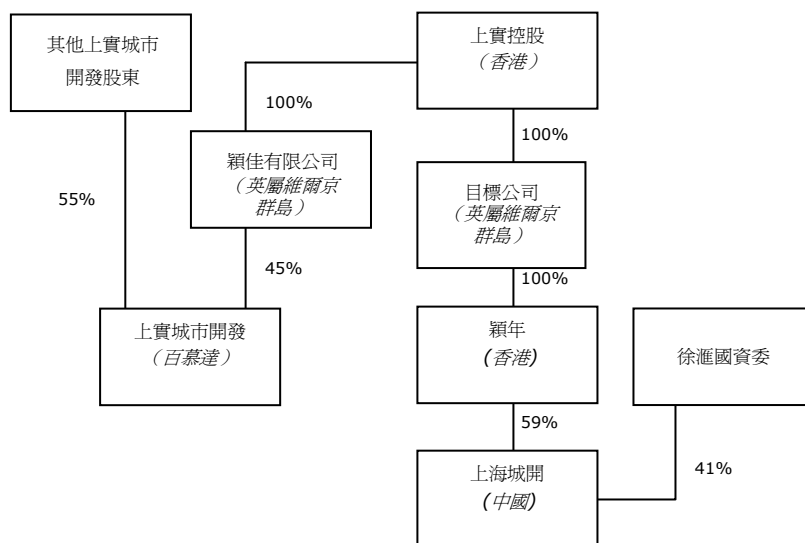 其他上實城市
開發股東
上實控股
（香港）
100%
100%
穎佳有限公司
（英屬維爾京
群島）
目標公司
（英屬維爾京
群島）
55%
45%
100%
上實城市開發
（百慕達）
穎年
(香港)
徐滙國資委
59%
41%
上海城開
(中國)